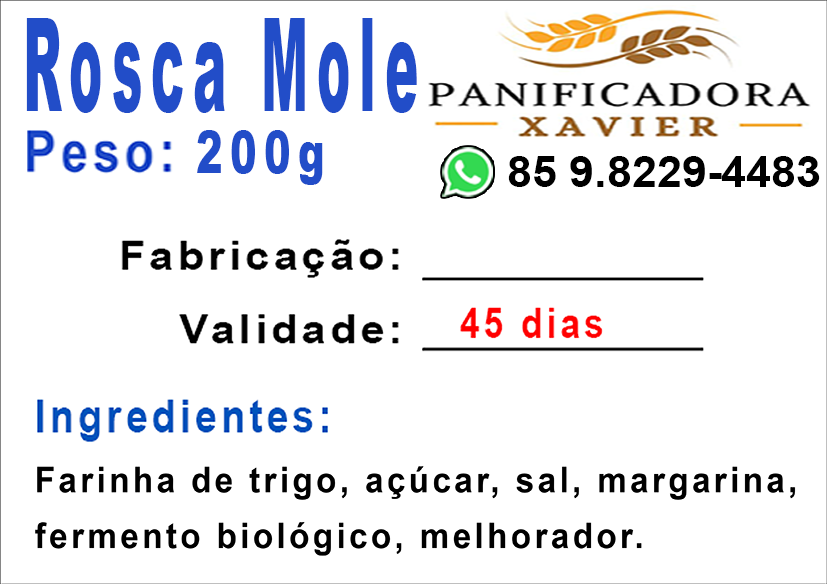 Rosca Mole
Peso: 200g
PANIFICADORA
XAVIER
85 9.8229-4483
Fabricação:
Validade: 45 dias
Ingredientes:
Farinha de trigo, açúcar, sal, margarina,
fermento biológico, melhorador.